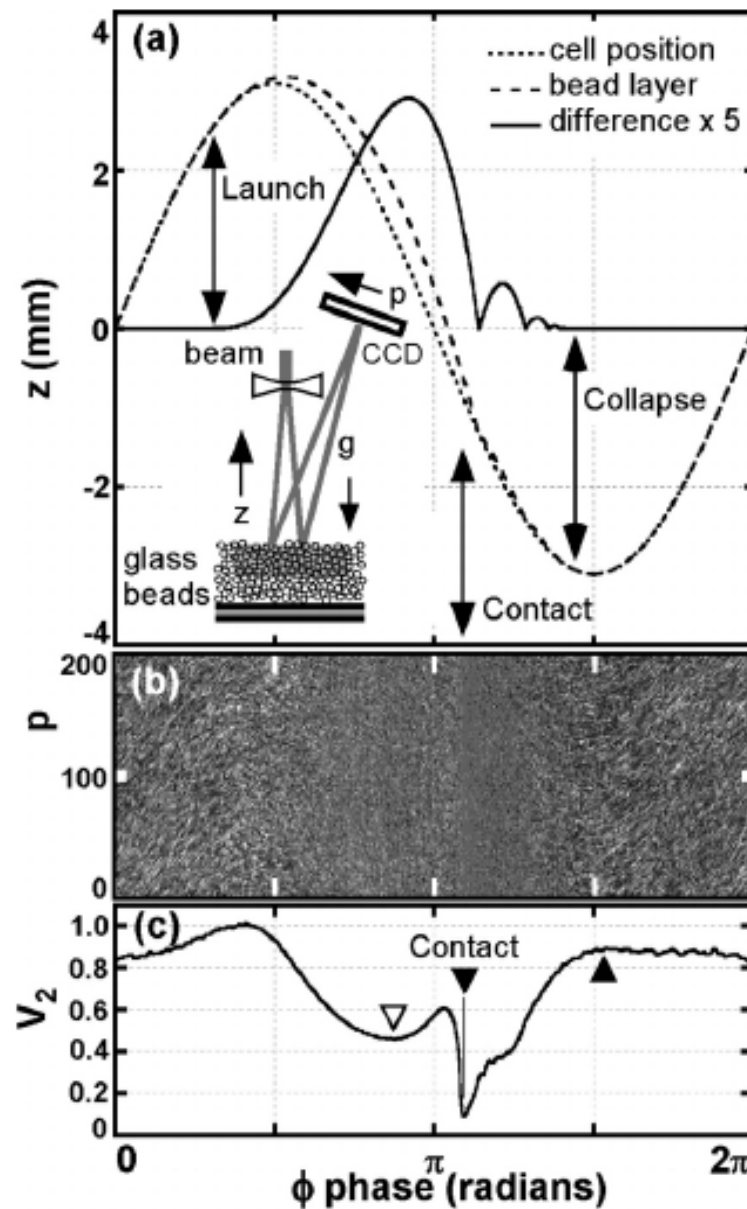 4
(a)
cell position
bead layer
difference x 5
2
Launch
p
CCD
beam
z (mm)
0
Collapse
g
z
-2
glass
beads
Contact
-4
200
(b)
p
100
0
(c)
1.0
Contact
0.8
V2
0.6
0.4
0.2
0
0
π
2π
ϕ phase (radians)